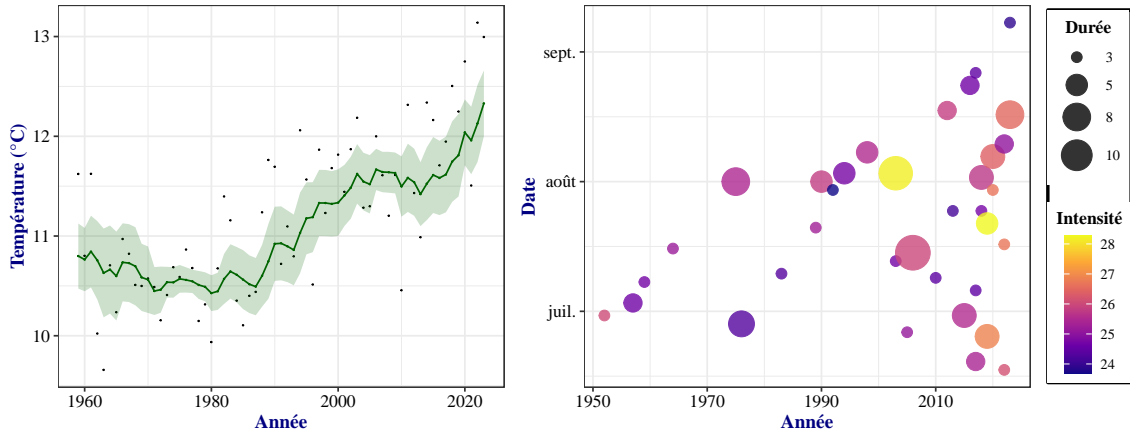 Température (°C)
13
12
11
10
1960
1980
2000
2020
Année
Date
sept.
août
juil.
1950
1970
1990
2010
Année
Durée
3
5
8
10
Intensité
28
27
26
25
24